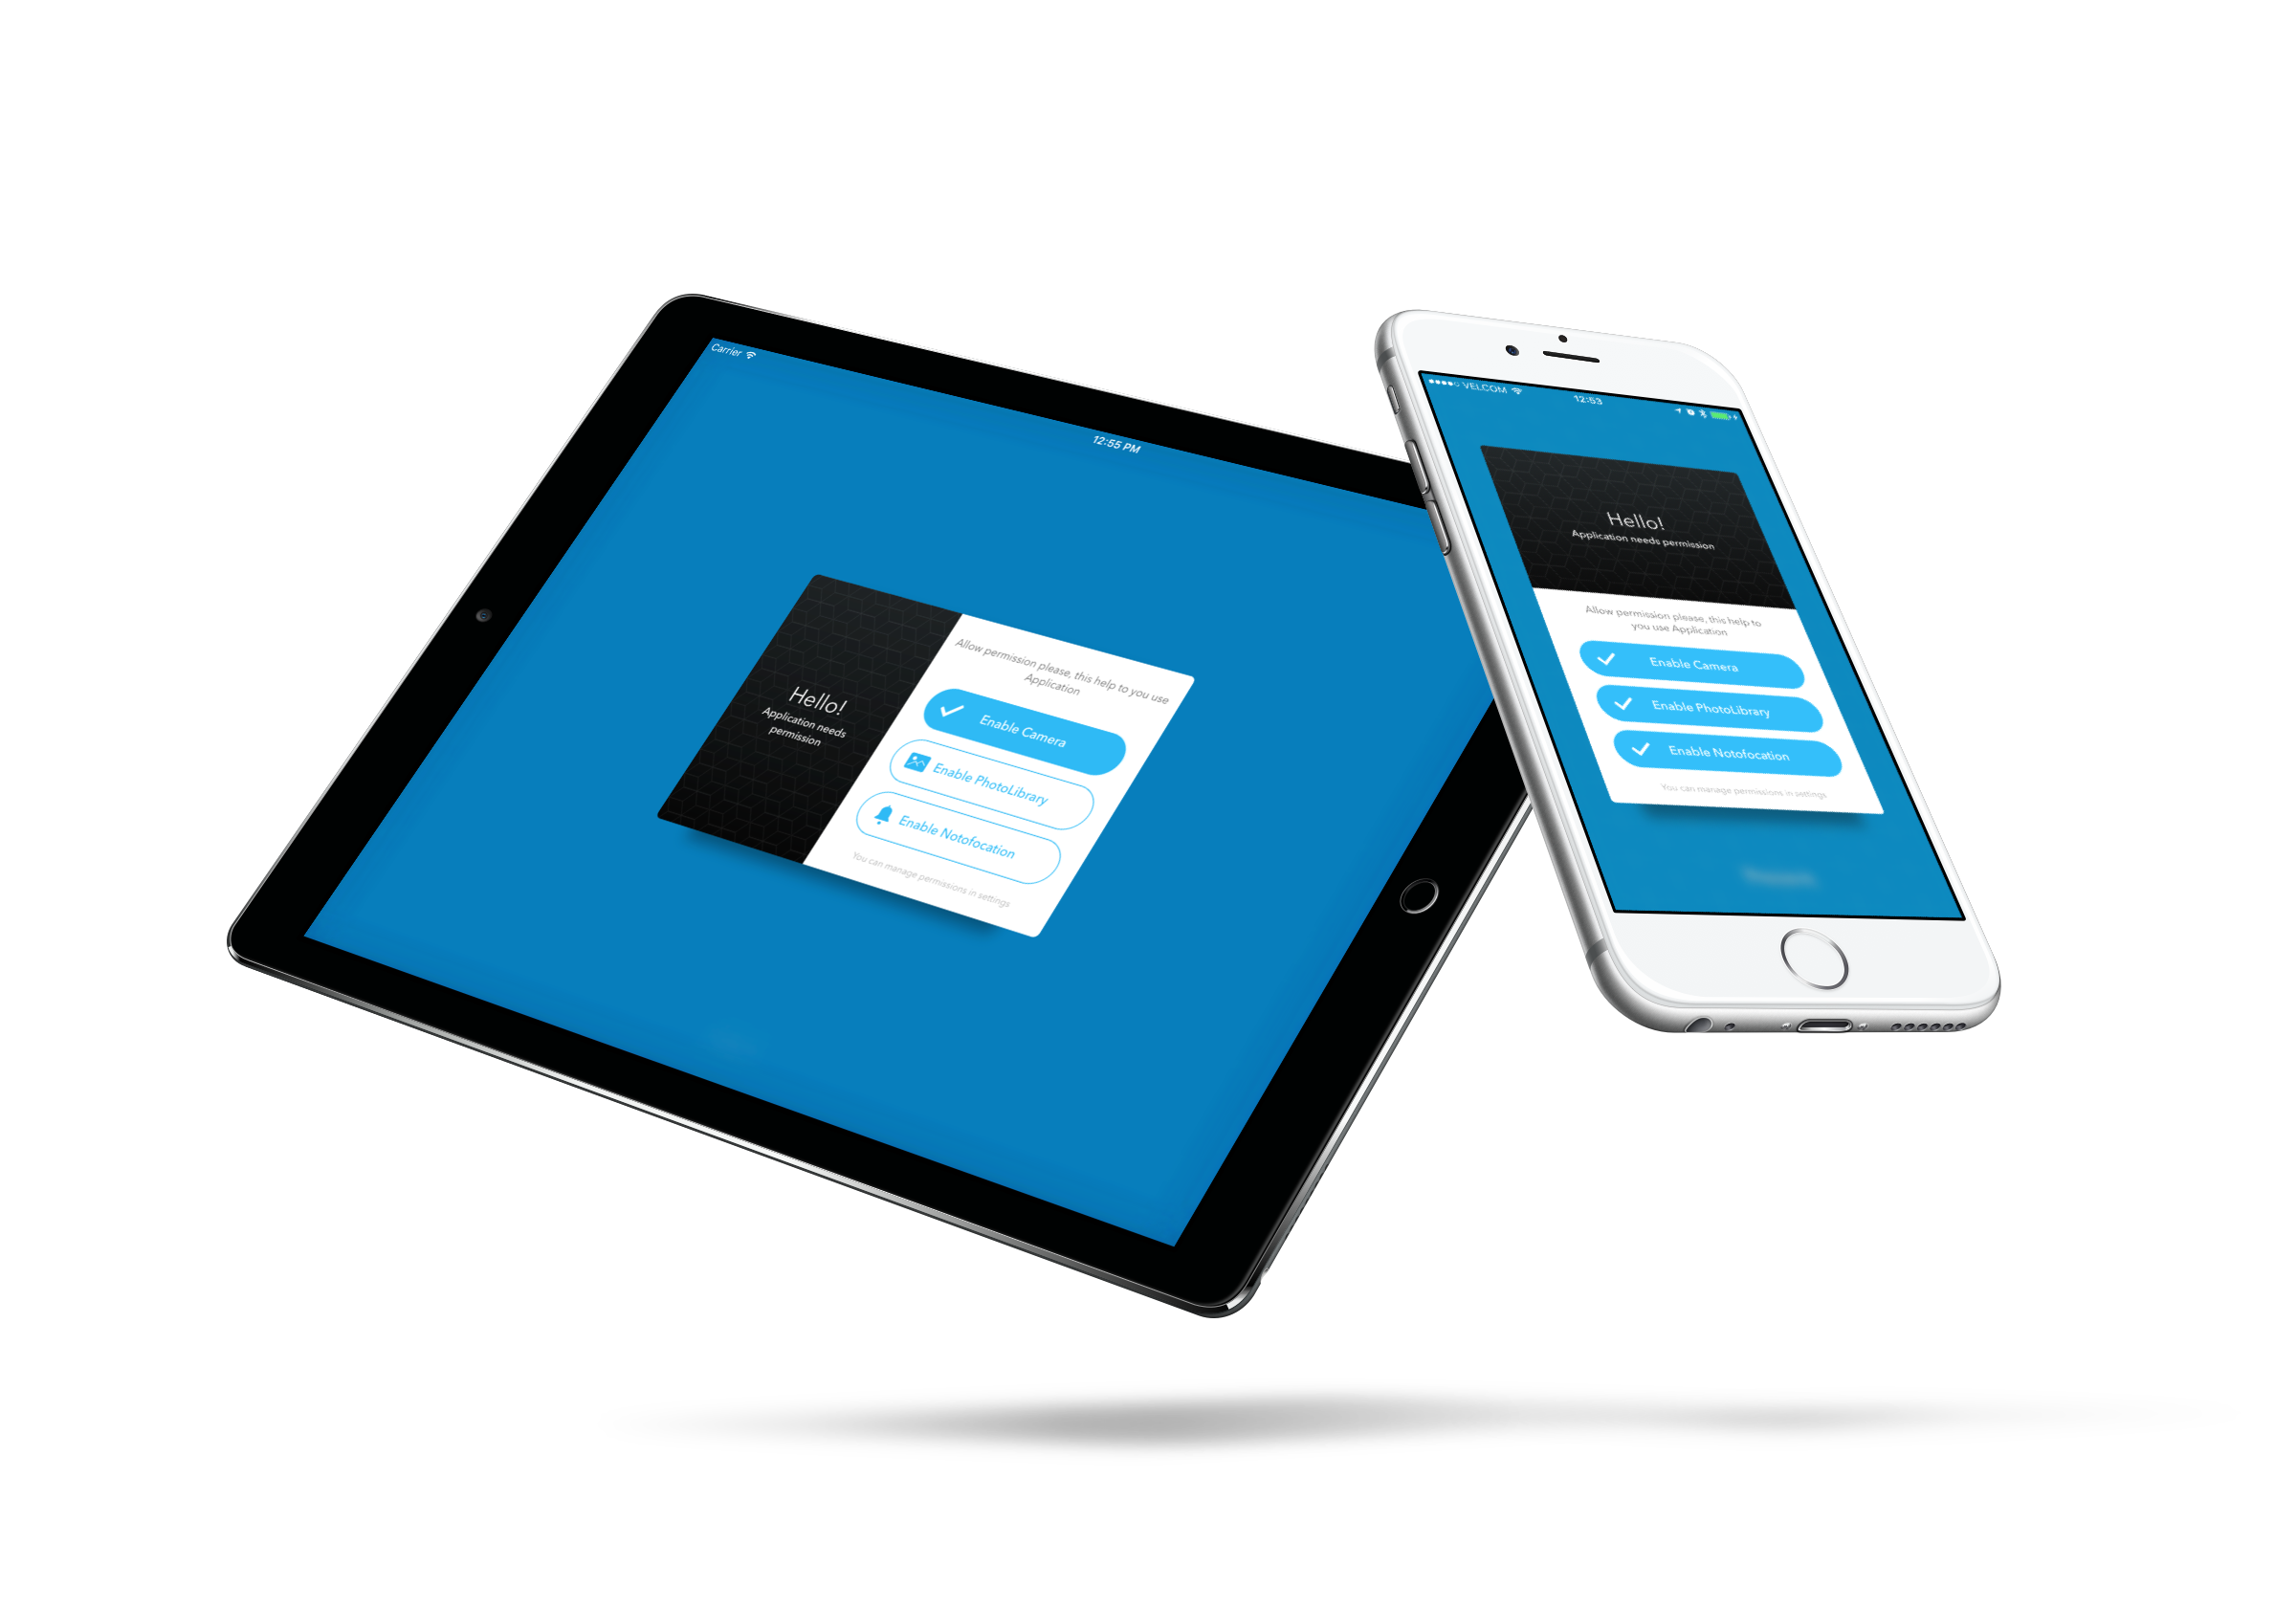 Carrier
12:55 PM
Hello!
Application needs
permission
Allow permission please, this help to you use
Application
Enable Camera
Enable PhotoLibrary
Enable Notofocation
You can manage permissions in settings
VELCOM
12:53
Hello!
Application needs permission
Allow permission please, this help to
you use Application
Enable Camera
Enable PhotoLibrary
Enable Notofocation
You can manage permissions in settings